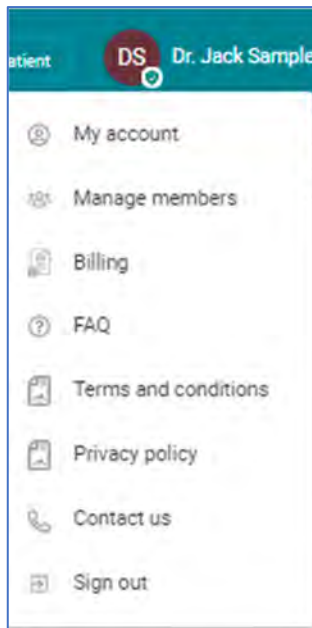 atient DS Dr. Jack Sample
My account
Manage members
Billing
FAQ
Terms and conditions
Privacy policy
Contact us
Sign out